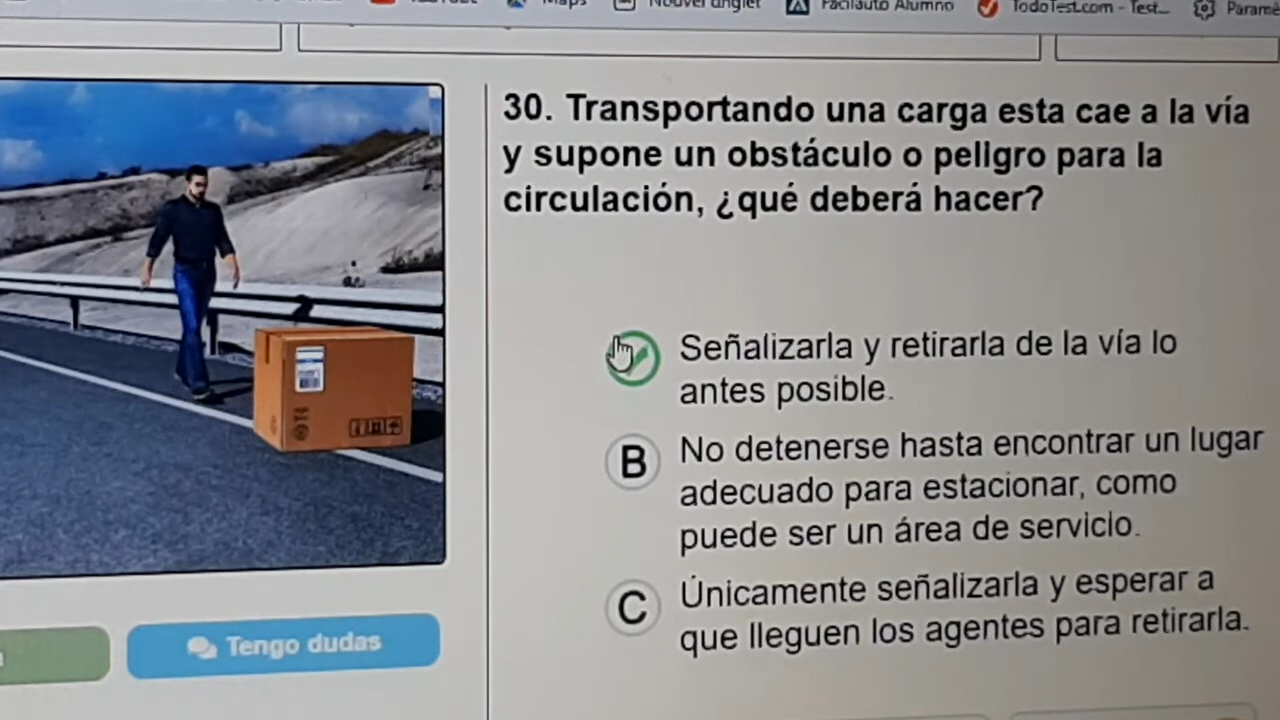 Facilauto Alumno
TodoTest.com - Test...
30. Transportando una carga esta cae a la vía
y supone un obstáculo o peligro para la
circulación, ¿qué deberá hacer?
Señalizarla y retirarla de la vía lo
antes posible.
B
No detenerse hasta encontrar un lugar
adecuado para estacionar, como
puede ser un área de servicio.
C
Únicamente señalizarla y esperar a
que lleguen los agentes para retirarla.
Tengo dudas